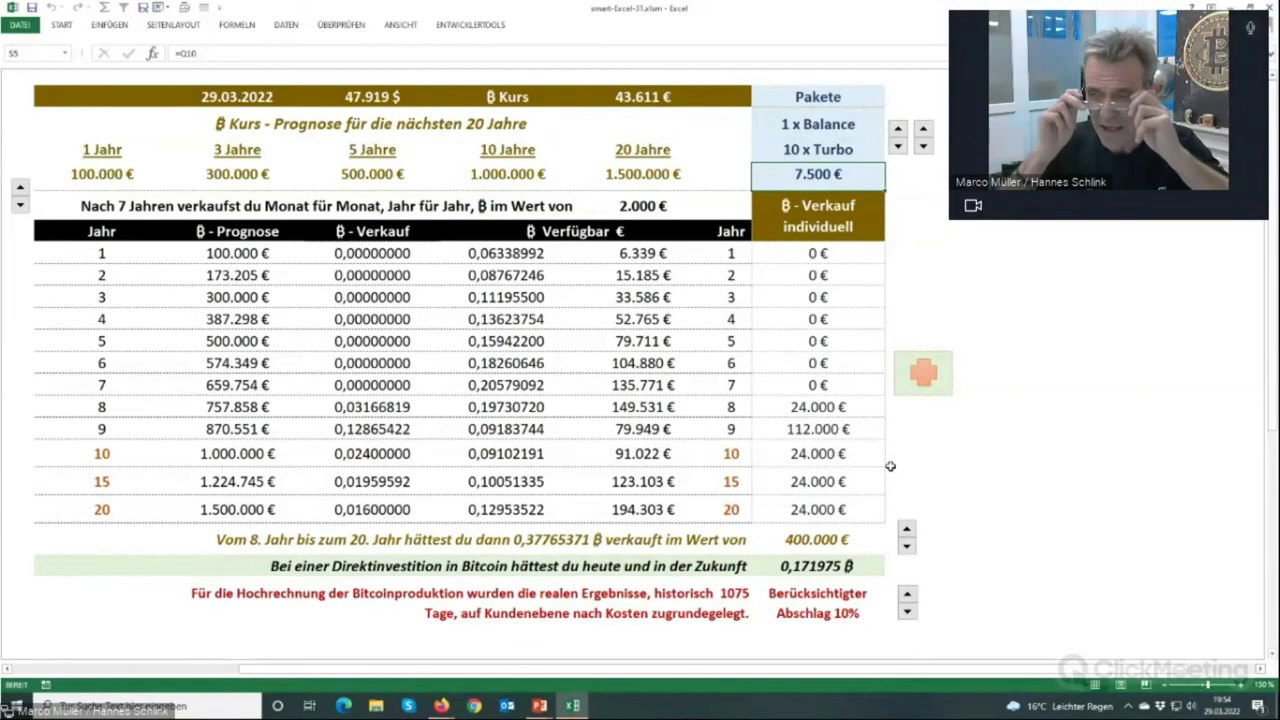 smart-Excel-31.xlsm - Excel
DATEI START EINFÜGEN SEITENLAYOUT FORMELN DATEN ÜBERPRÜFEN ANSICHT ENTWICKLERTOOLS
S5 fx =Q10
29.03.2022 47.919 $ ₿ Kurs 43.611 € Pakete
₿ Kurs - Prognose für die nächsten 20 Jahre 1 x Balance
1 Jahr 3 Jahre 5 Jahre 10 Jahre 20 Jahre 10 x Turbo
100.000 € 300.000 € 500.000 € 1.000.000 € 1.500.000 € 7.500 €
Marco Müller / Hannes Schlink
Nach 7 Jahren verkaufst du Monat für Monat, Jahr für Jahr, ₿ im Wert von 2.000 € ₿ - Verkauf
individuell
Jahr ₿ - Prognose ₿ - Verkauf ₿ Verfügbar € Jahr
1 100.000 € 0,00000000 0,06338992 6.339 € 1 0 €
2 173.205 € 0,00000000 0,08767246 15.185 € 2 0 €
3 300.000 € 0,00000000 0,11195500 33.586 € 3 0 €
4 387.298 € 0,00000000 0,13623754 52.765 € 4 0 €
5 500.000 € 0,00000000 0,15942200 79.711 € 5 0 €
6 574.349 € 0,00000000 0,18260646 104.880 € 6 0 €
7 659.754 € 0,00000000 0,20579092 135.771 € 7 0 €
8 757.858 € 0,03166819 0,19730720 149.531 € 8 24.000 €
9 870.551 € 0,12865422 0,09183744 79.949 € 9 112.000 €
10 1.000.000 € 0,02400000 0,09102191 91.022 € 10 24.000 €
15 1.224.745 € 0,01959592 0,10051335 123.103 € 15 24.000 €
20 1.500.000 € 0,01600000 0,12953522 194.303 € 20 24.000 €
Vom 8. Jahr bis zum 20. Jahr hättest du dann 0,37765371 ₿ verkauft im Wert von 400.000 €
Bei einer Direktinvestition in Bitcoin hättest du heute und in der Zukunft 0,171975 ₿
Für die Hochrechnung der Bitcoinproduktion wurden die realen Ergebnisse, historisch 1075 Berücksichtigter
Tage, auf Kundenebene nach Kosten zugrundegelegt. Abschlag 10%
ClickMeeting
BEREIT 150 %
Marco Müller / Hannes Schlink
16°C Leichter Regen 19:54
29.03.2022